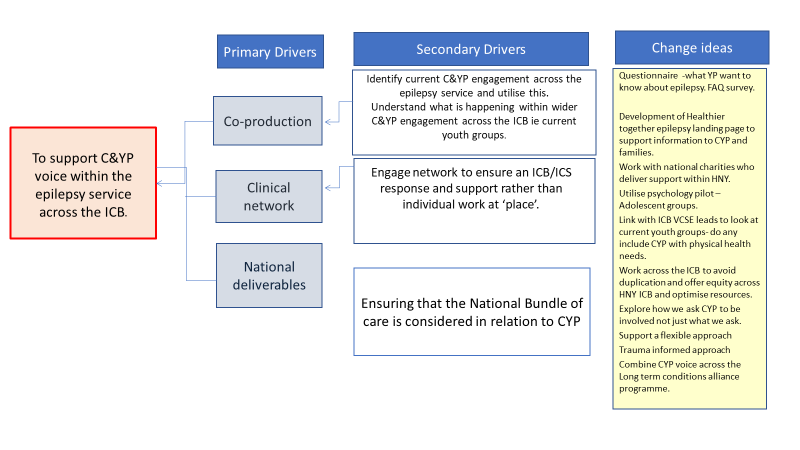 Primary Drivers
Secondary Drivers
Change ideas
To support C&YP
voice within the
epilepsy service
across the ICB.
Co-production
Clinical
network
National
deliverables
Identify current C&YP engagement across the
epilepsy service and utilise this.
Understand what is happening within wider
C&YP engagement across the ICB ie current
youth groups.
Engage network to ensure an ICB/ICS
response and support rather than
individual work at ‘place’.
Ensuring that the National Bundle of
care is considered in relation to CYP
Questionnaire -what YP want to
know about epilepsy. FAQ survey.
Development of Healthier
together epilepsy landing page to
support information to CYP and
families.
Work with national charities who
deliver support within HNY.
Utilise psychology pilot –
Adolescent groups.
Link with ICB VCSE leads to look at
current youth groups- do any
include CYP with physical health
needs.
Work across the ICB to avoid
duplication and offer equity across
HNY ICB and optimise resources.
Explore how we ask CYP to be
involved not just what we ask.
Support a flexible approach
Trauma informed approach
Combine CYP voice across the
Long term conditions alliance
programme.